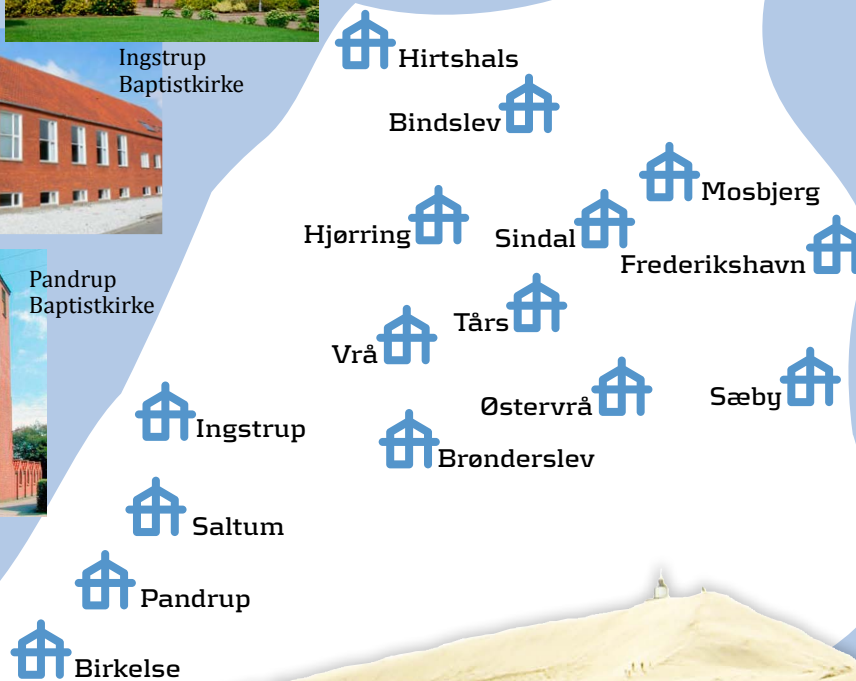 Ingstrup
Baptistkirke
Hirtshals
Bindslev
Mosbjerg
Hjørring
Sindal
Frederikshavn
Pandrup
Baptistkirke
Tårs
Vrå
Østervrå
Sæby
Ingstrup
Brønderslev
Saltum
Pandrup
Birkelse